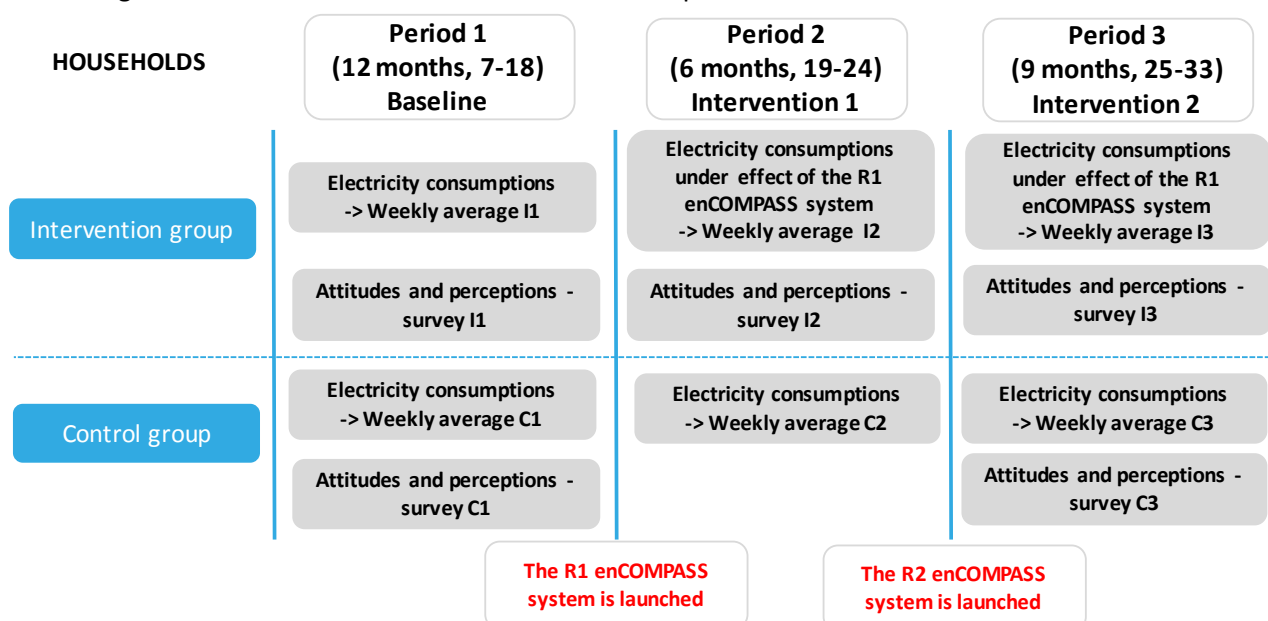 HOUSEHOLDS
Period 1
(12 months, 7-18)
Baseline
Period 2
(6 months, 19-24)
Intervention 1
Period 3
(9 months, 25-33)
Intervention 2
Intervention group
Electricity consumptions
-> Weekly average I1
Electricity consumptions
under effect of the R1
enCOMPASS system
-> Weekly average I2
Electricity consumptions
under effect of the R1
enCOMPASS system
-> Weekly average I3
Attitudes and perceptions -
survey I1
Attitudes and perceptions -
survey I2
Attitudes and perceptions -
survey I3
Control group
Electricity consumptions
-> Weekly average C1
Electricity consumptions
-> Weekly average C2
Electricity consumptions
-> Weekly average C3
Attitudes and perceptions -
survey C1
Attitudes and perceptions -
survey C3
The R1 enCOMPASS
system is launched
The R2 enCOMPASS
system is launched